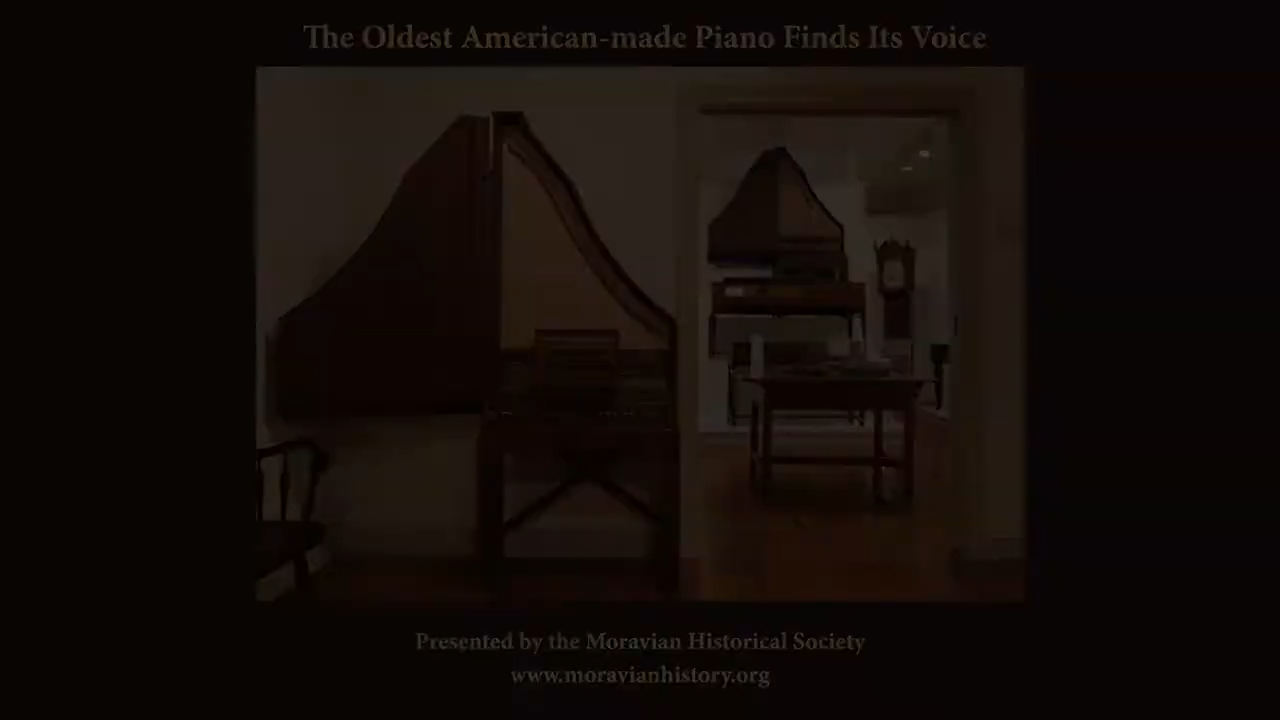 The Oldest American-made Piano Finds Its Voice
Presented by the Moravian Historical Society
www.moravianhistory.org